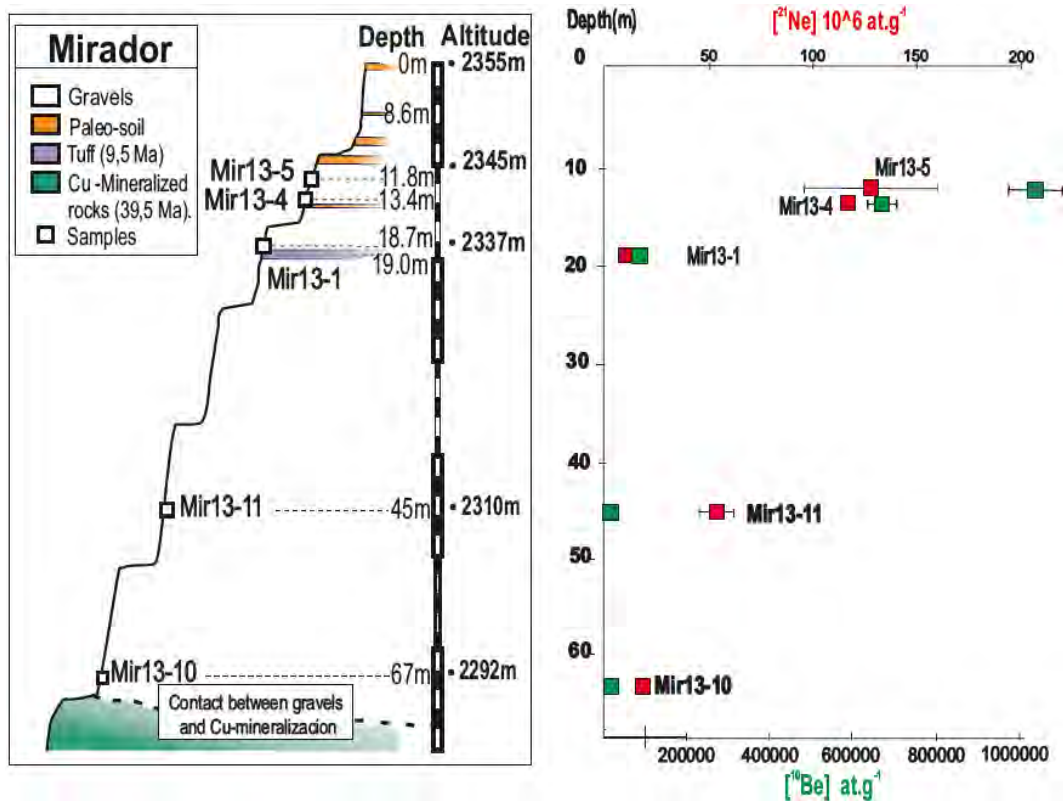 Mirador
Gravels
Paleo-soil
Tuff (9,5 Ma)
Cu -Mineralized
rocks (39,5 Ma).
Samples
Depth Altitude
0m 2355m
8.6m
2345m
Mir13-5 11.8m
Mir13-4 13.4m
18.7m 2337m
19.0m
Mir13-1
Mir13-11 45m 2310m
Mir13-10 67m 2292m
Contact between gravels
and Cu-mineralizacion
Depth(m) [²¹Ne] 10^6 at.g⁻¹
0 50 100 150 200
10
Mir13-5
Mir13-4
20 Mir13-1
30
40
Mir13-11
50
60
Mir13-10
200000 400000 600000 800000 1000000
[¹⁰Be] at.g⁻¹